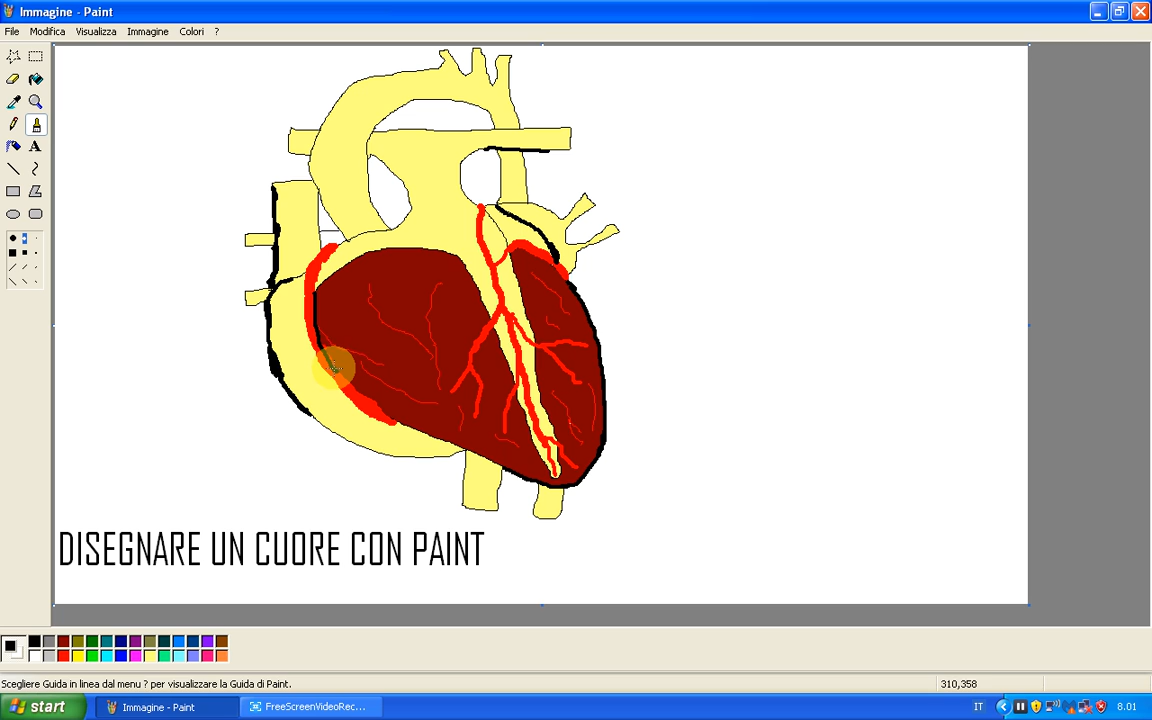 Immagine - Paint
File Modifica Visualizza Immagine Colori ?
A
DISEGNARE UN CUORE CON PAINT
Scegliere Guida in linea dal menu ? per visualizzare la Guida di Paint.
310,358
start
Immagine - Paint
FreeScreenVideoRec...
IT
8.01